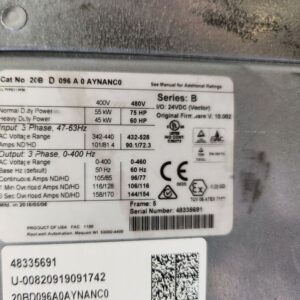 Cat No 20B D 096 A 0 AYNANC0
See Manual for Additional Ratings
400V 480V
Series: B
I/O: 24VDC (Vector)
Normal Duty Power 55 kW 75 HP
Heavy Duty Power 45 kW 60 HP
Original Firmware V. 10.002
Input: 3 Phase, 47-63Hz
AC Voltage Range 342-440 432-528
Amps ND/HD 101/81.4 90.1/72.3
Output: 3 Phase, 0-400 Hz
AC Voltage Range 0-400 0-460
Base Hz (default) 50 Hz 60 Hz
Continuous Amps ND/HD 105/85 96/77
1 Min Overload Amps ND/HD 116/128 106/116
3 Sec Overload Amps ND/HD 158/170 144/154
Frame: 5
Serial Number: 48335691
48335691
U-00820919091742
20BD096A0AYNANC0